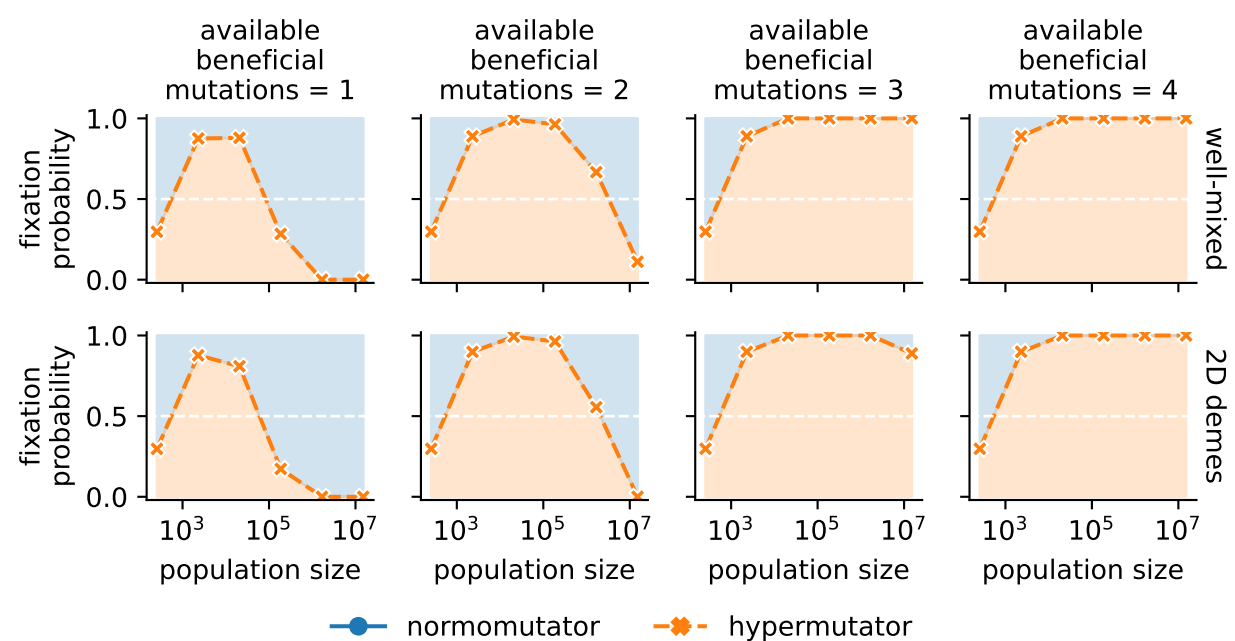 available
beneficial
mutations = 1
available
beneficial
mutations = 2
available
beneficial
mutations = 3
available
beneficial
mutations = 4
fixation
probability
1.0
0.5
0.0
well-mixed
fixation
probability
1.0
0.5
0.0
2D demes
10³ 10⁵ 10⁷
10³ 10⁵ 10⁷
10³ 10⁵ 10⁷
10³ 10⁵ 10⁷
population size
population size
population size
population size
normomutator
hypermutator